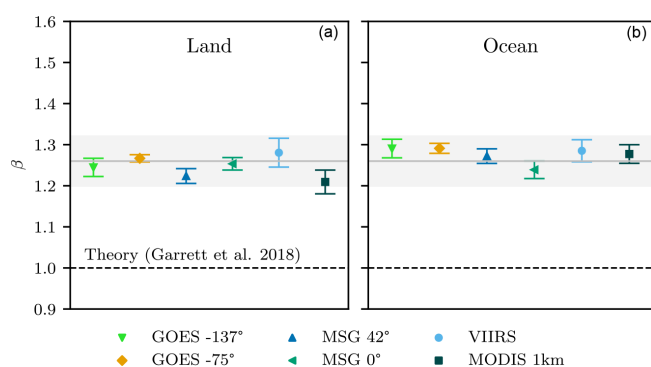 (a)
Land
(b)
Ocean
1.6
1.5
1.4
1.3
1.2
1.1
1.0
0.9
β
Theory (Garrett et al. 2018)
GOES -137° MSG 42° VIIRS
GOES -75° MSG 0° MODIS 1km